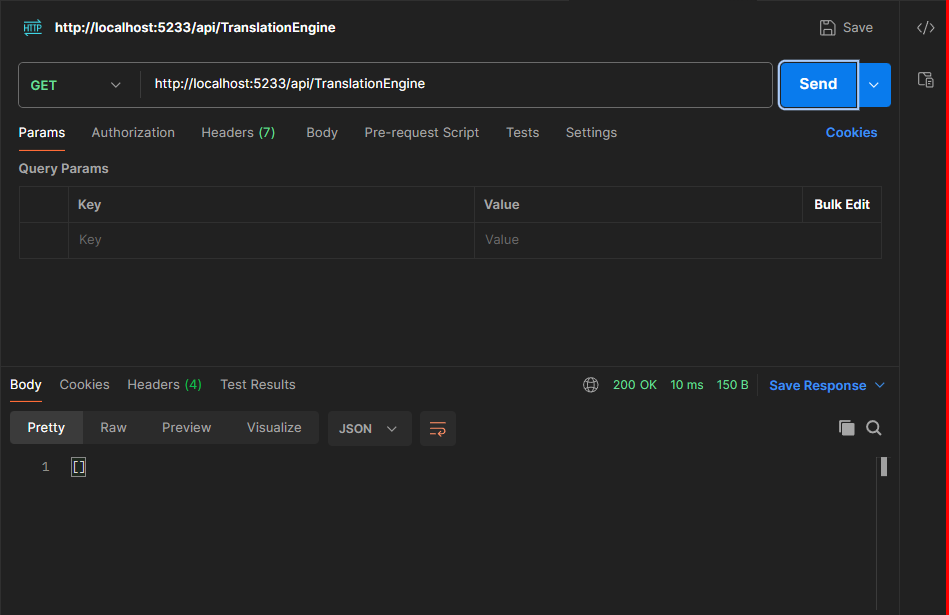 HTTP http://localhost:5233/api/TranslationEngine Save </>
GET http://localhost:5233/api/TranslationEngine Send
Params Authorization Headers (7) Body Pre-request Script Tests Settings Cookies
Query Params
Key Value Bulk Edit
Key Value
Body Cookies Headers (4) Test Results 200 OK 10 ms 150 B Save Response
Pretty Raw Preview Visualize JSON
1 []